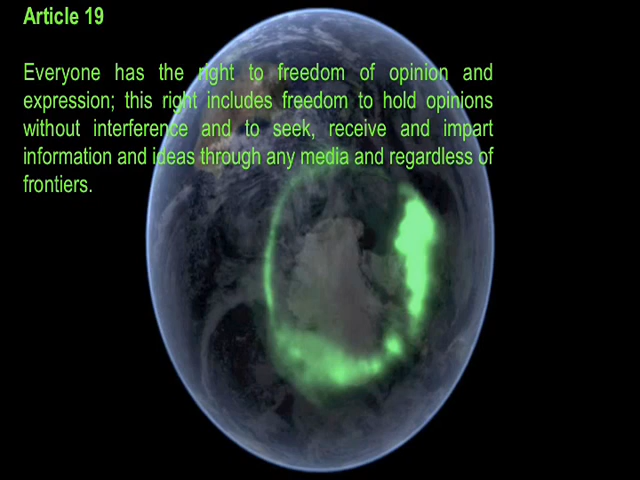 Article 19
Everyone has the right to freedom of opinion and
expression; this right includes freedom to hold opinions
without interference and to seek, receive and impart
information and ideas through any media and regardless of
frontiers.